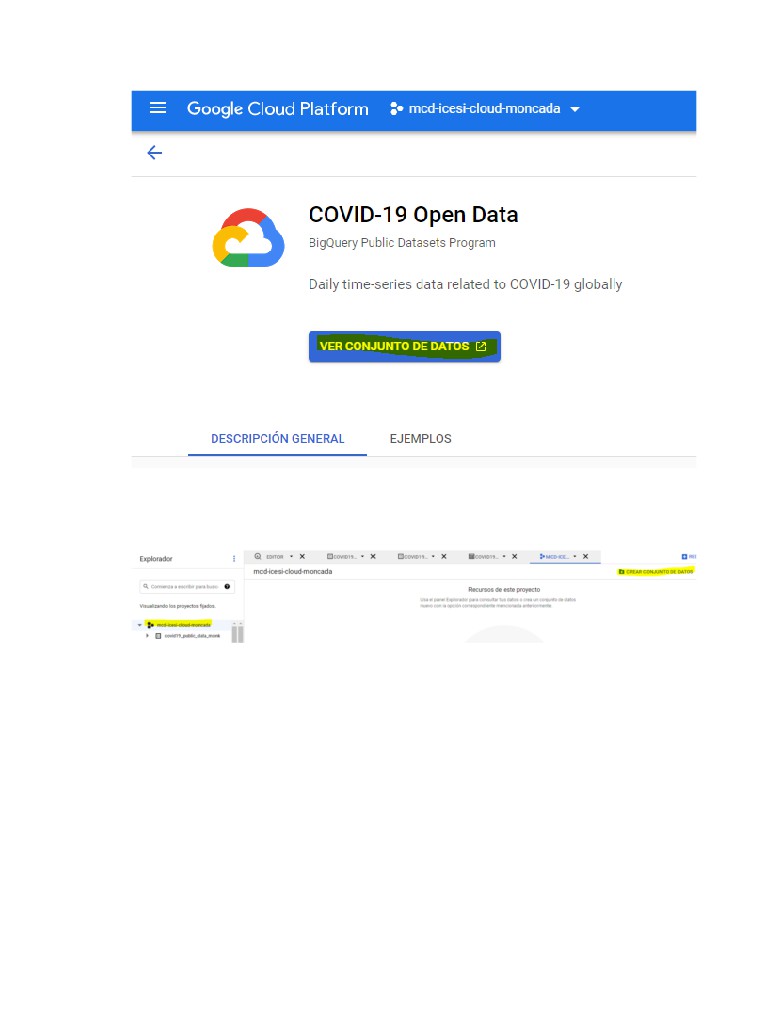 Google Cloud Platform mcd-icesi-cloud-moncada
COVID-19 Open Data
BigQuery Public Datasets Program
Daily time-series data related to COVID-19 globally
VER CONJUNTO DE DATOS
DESCRIPCIÓN GENERAL EJEMPLOS
Explorador EDITOR COVID19... COVID19... COVID19... MCD-ICE...
mcd-icesi-cloud-moncada CREAR CONJUNTO DE DATOS
Comienza a escribir para busc
Recursos de este proyecto
Usa el panel Explorador para consultar tus datos o crea un conjunto de datos
nuevo con la opción correspondiente mencionada anteriormente.
Visualizando los proyectos fijados.
mcd-icesi-cloud-moncada
covid19_public_data_monk